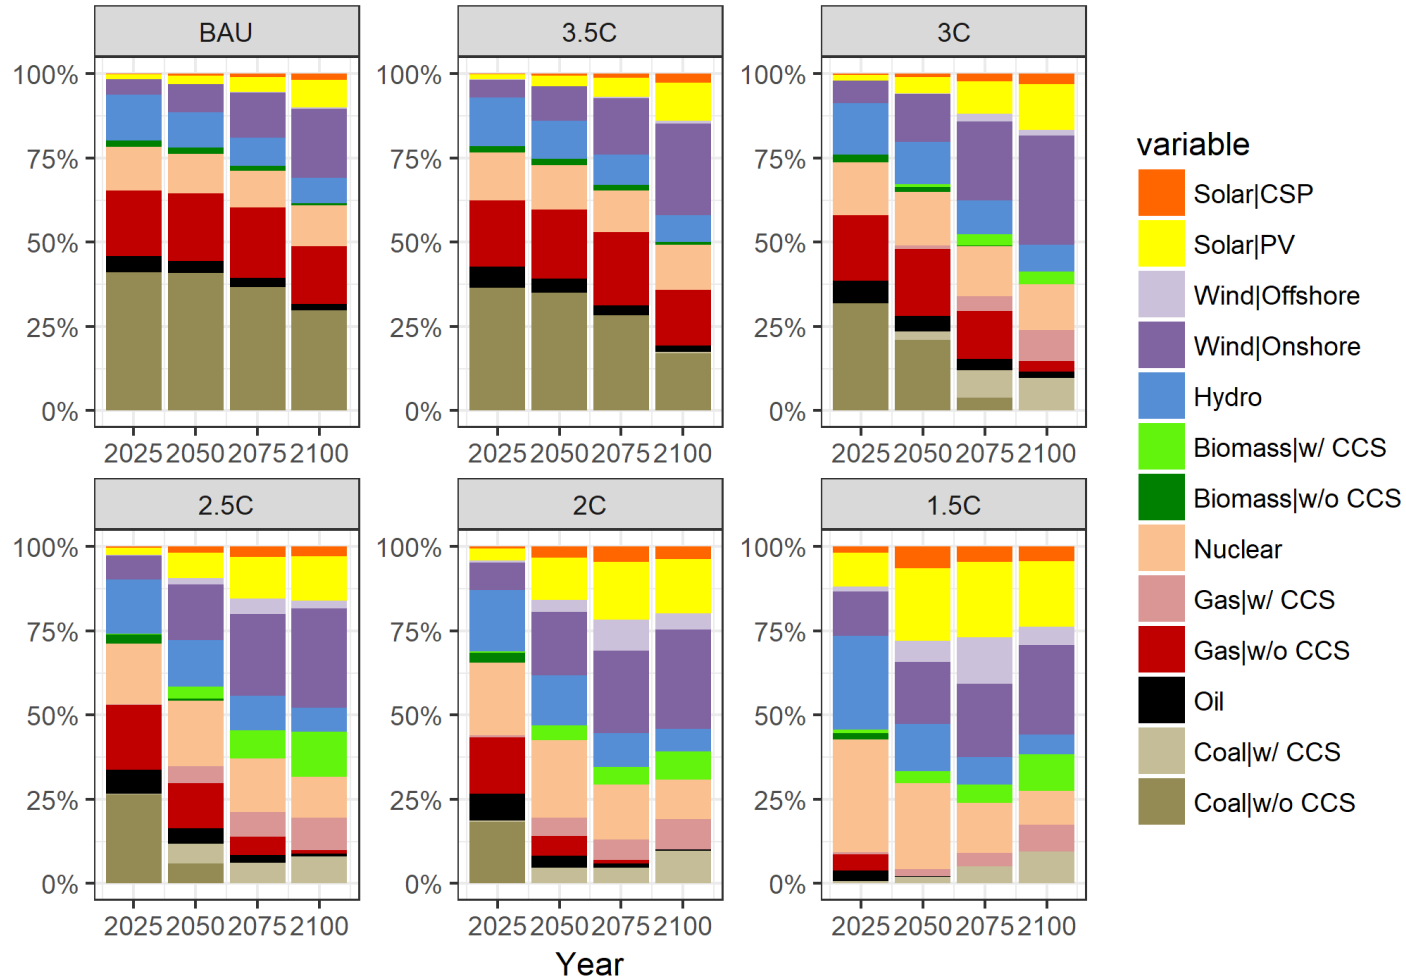 BAU
3.5C
3C
100%
75%
50%
25%
0%
100%
75%
50%
25%
0%
100%
75%
50%
25%
0%
2025 2050 2075 2100
2025 2050 2075 2100
2025 2050 2075 2100
2.5C
2C
1.5C
100%
75%
50%
25%
0%
100%
75%
50%
25%
0%
100%
75%
50%
25%
0%
2025 2050 2075 2100
2025 2050 2075 2100
2025 2050 2075 2100
Year
variable
Solar|CSP
Solar|PV
Wind|Offshore
Wind|Onshore
Hydro
Biomass|w/ CCS
Biomass|w/o CCS
Nuclear
Gas|w/ CCS
Gas|w/o CCS
Oil
Coal|w/ CCS
Coal|w/o CCS